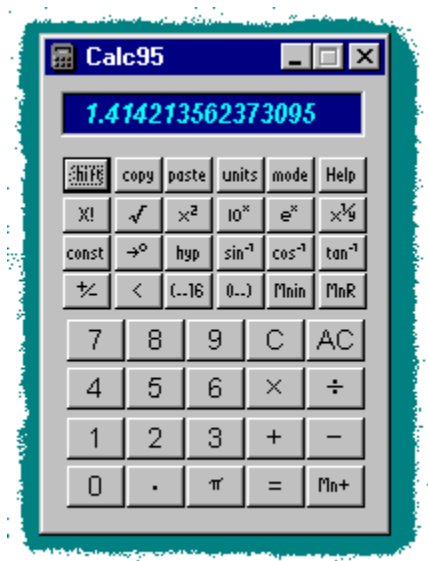 Calc95
1.414213562373095
shift copy paste units mode Help
X! √ x² 10ˣ eˣ x⅟y
const →° hyp sin⁻¹ cos⁻¹ tan⁻¹
+/- < (..16 0..) Mnin MnR
7 8 9 C AC
4 5 6 × ÷
1 2 3 + −
0 . π = Mn+